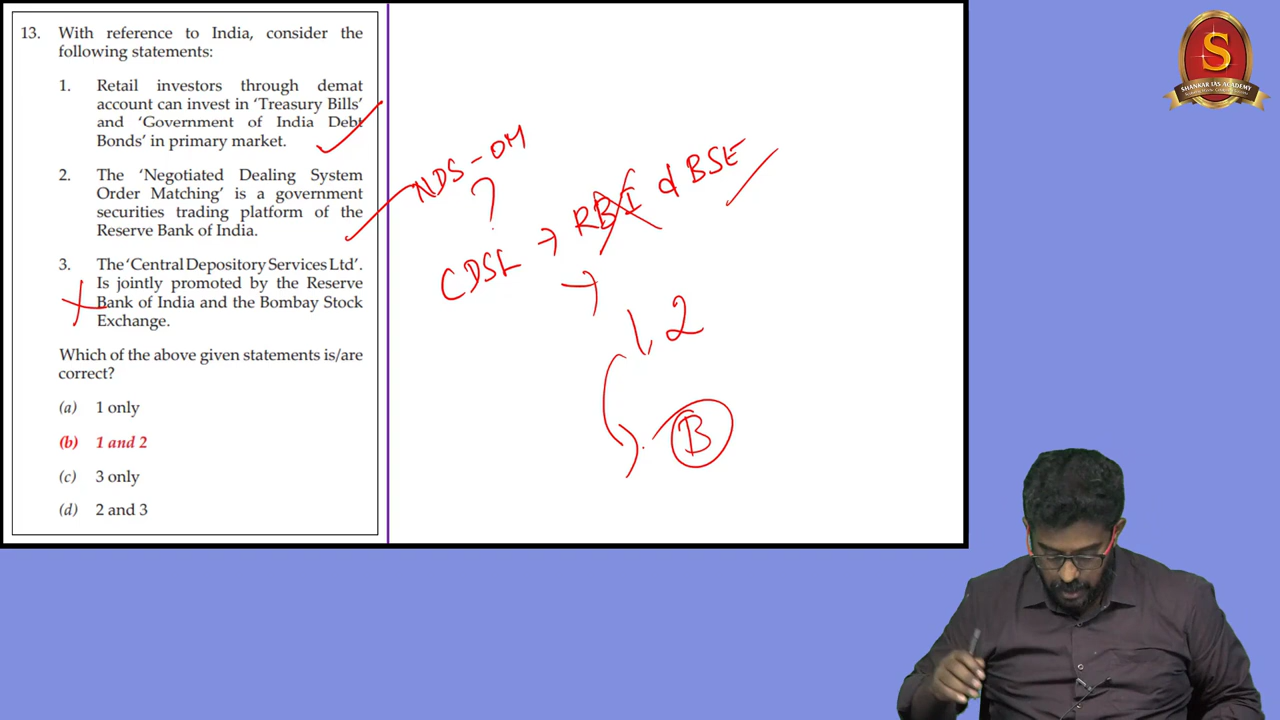 13. With reference to India, consider the
following statements:
1. Retail investors through demat
account can invest in 'Treasury Bills'
and 'Government of India Debt
Bonds' in primary market.
2. The 'Negotiated Dealing System
Order Matching' is a government
securities trading platform of the
Reserve Bank of India.
3. The 'Central Depository Services Ltd'.
Is jointly promoted by the Reserve
Bank of India and the Bombay Stock
Exchange.
Which of the above given statements is/are
correct?
(a) 1 only
(b) 1 and 2
(c) 3 only
(d) 2 and 3
NDS-OM
?
CDSL → RBI & BSE
→
1, 2
B
S
SHANKAR IAS ACADEMY